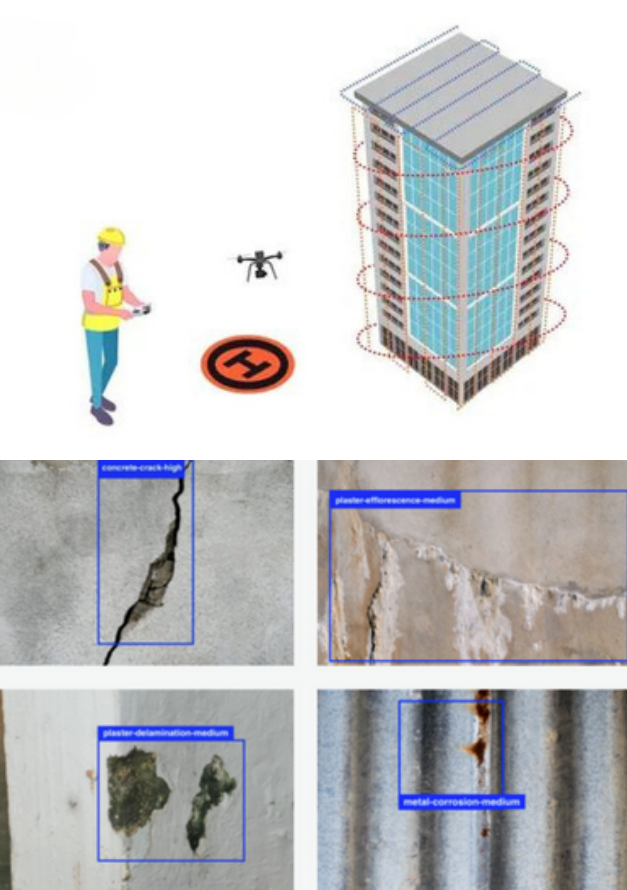 H
concrete-crack-high
plaster-efflorescence-medium
plaster-delamination-medium
metal-corrosion-medium